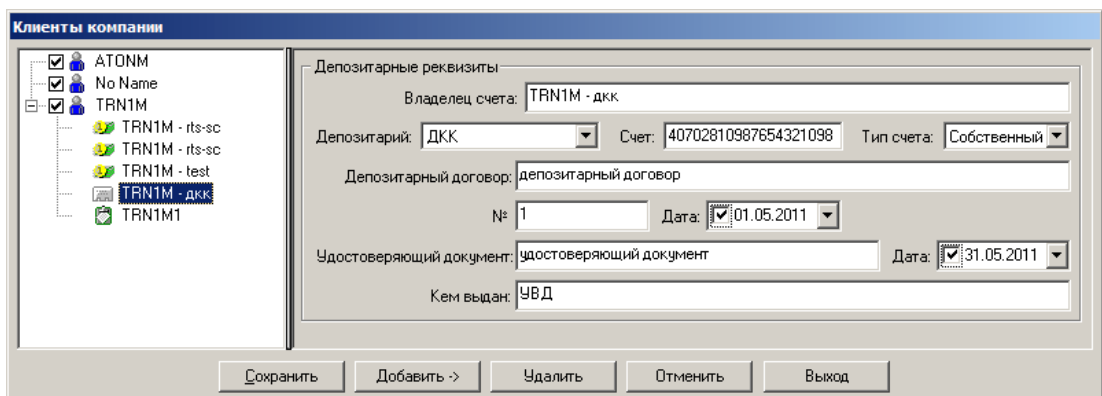 Клиенты компании
ATONM
No Name
TRN1M
TRN1M - rts-sc
TRN1M - rts-sc
TRN1M - test
TRN1M - дкк
TRN1M1
Депозитарные реквизиты
Владелец счета: TRN1M - дкк
Депозитарий: ДКК Счет: 40702810987654321098 Тип счета: Собственный
Депозитарный договор: депозитарный договор
№ 1 Дата: 01.05.2011
Удостоверяющий документ: удостоверяющий документ Дата: 31.05.2011
Кем выдан: УВД
Сохранить Добавить -> Удалить Отменить Выход